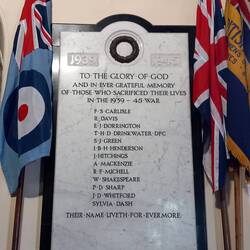 1939 1945
TO THE GLORY OF GOD
AND IN EVER GRATEFUL MEMORY
OF THOSE WHO SACRIFICED THEIR LIVES
IN THE 1939-45 WAR
P·S·CARLISLE
R·DAVIS
E·J·DORRINGTON
T·H·D·DRINKWATER·DFC
S·J·GREEN
J·B·H·HENDERSON
J·HETCHINGS
A·MACKENZIE
R·F·MICHELL
W·SHAKESPEARE
P·D·SHARP
J·D·WHITFORD
SYLVIA·DASH
THEIR·NAME·LIVETH·FOR·EVERMORE·